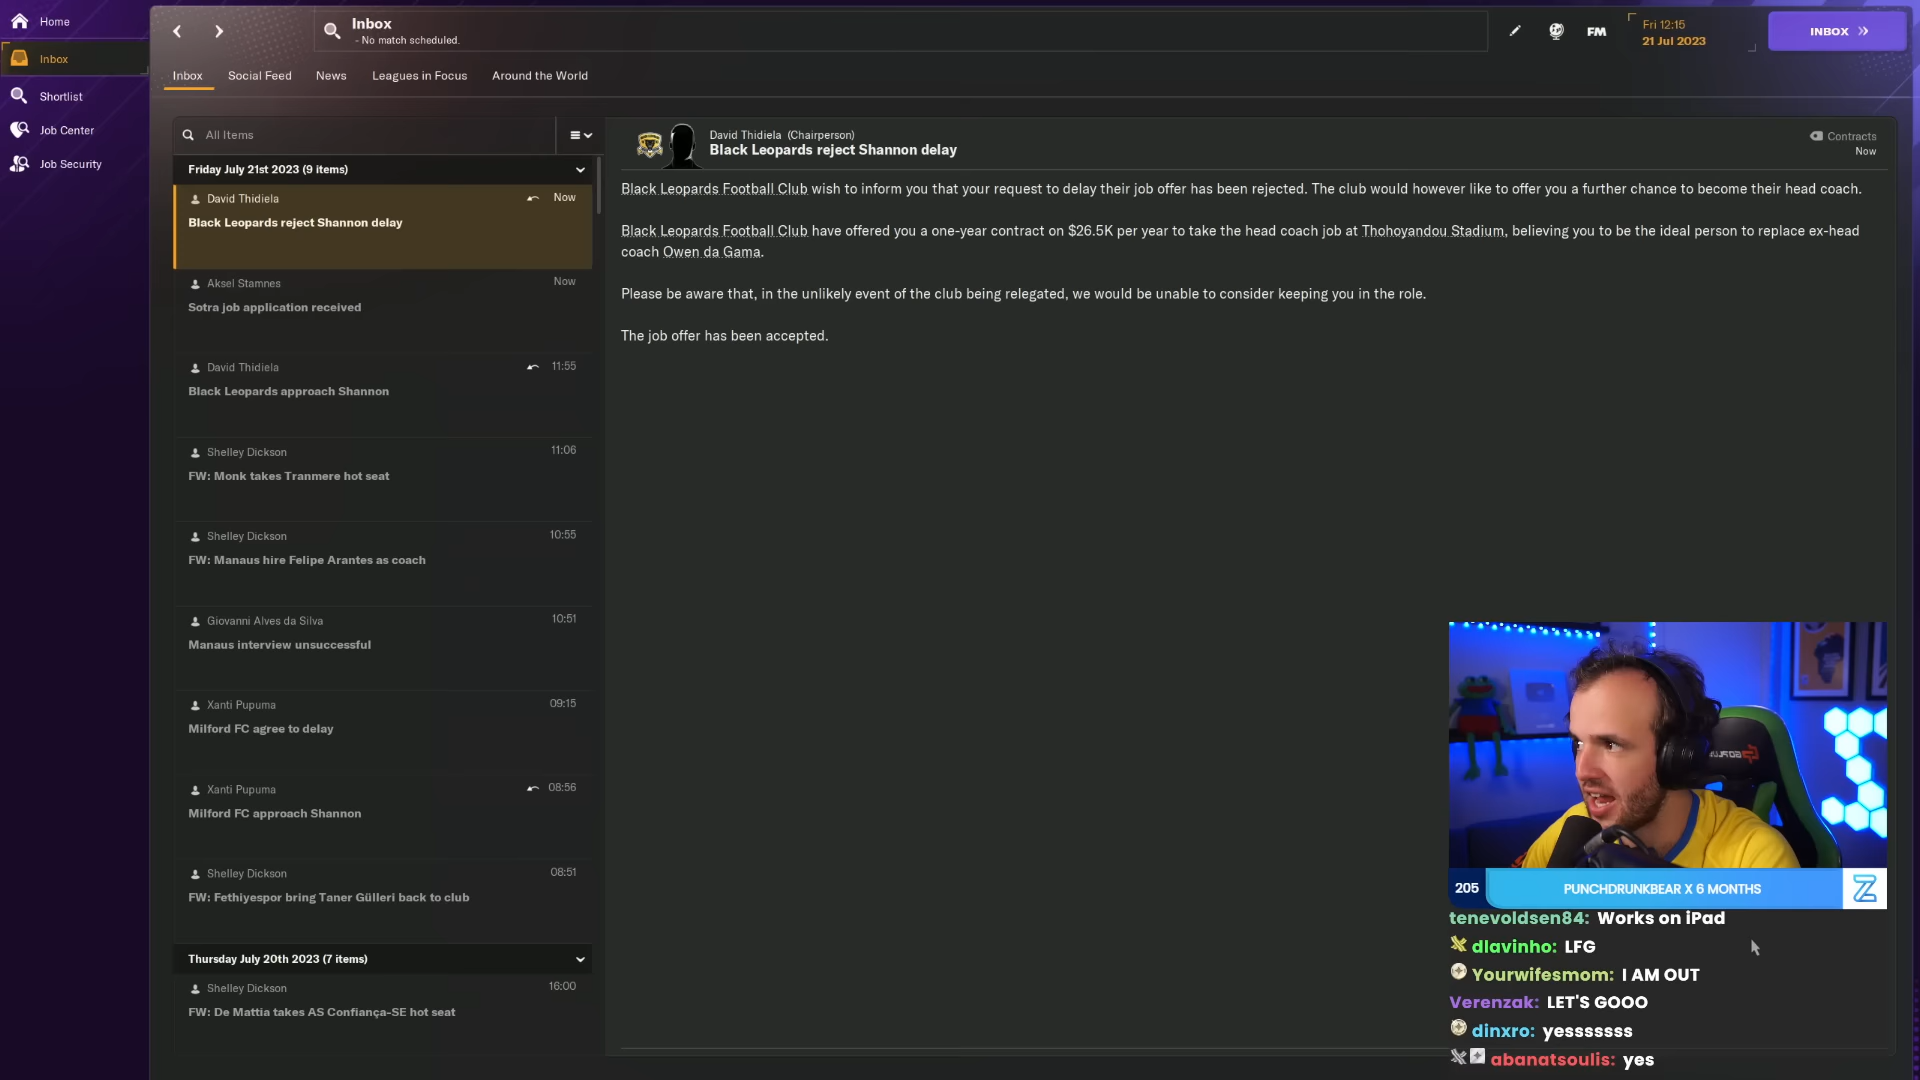 Home
Inbox
Shortlist
Job Center
Job Security
Inbox
- No match scheduled.
FM
Fri 12:15
21 Jul 2023
INBOX
Inbox
Social Feed
News
Leagues in Focus
Around the World
All Items
Friday July 21st 2023 (9 items)
David Thidiela
Now
Black Leopards reject Shannon delay
Aksel Stamnes
Now
Sotra job application received
David Thidiela
11:55
Black Leopards approach Shannon
Shelley Dickson
11:06
FW: Monk takes Tranmere hot seat
Shelley Dickson
10:55
FW: Manaus hire Felipe Arantes as coach
Giovanni Alves da Silva
10:51
Manaus interview unsuccessful
Xanti Pupuma
09:15
Milford FC agree to delay
Xanti Pupuma
08:56
Milford FC approach Shannon
Shelley Dickson
08:51
FW: Fethiyespor bring Taner Gülleri back to club
Thursday July 20th 2023 (7 items)
Shelley Dickson
16:00
FW: De Mattia takes AS Confiança-SE hot seat
David Thidiela (Chairperson)
Black Leopards reject Shannon delay
Contracts
Now
Black Leopards Football Club wish to inform you that your request to delay their job offer has been rejected. The club would however like to offer you a further chance to become their head coach.
Black Leopards Football Club have offered you a one-year contract on $26.5K per year to take the head coach job at Thohoyandou Stadium, believing you to be the ideal person to replace ex-head
coach Owen da Gama.
Please be aware that, in the unlikely event of the club being relegated, we would be unable to consider keeping you in the role.
The job offer has been accepted.
205
PUNCHDRUNKBEAR X 6 MONTHS
tenevoldsen84: Works on iPad
dlavinho: LFG
Yourwifesmom: I AM OUT
Verenzak: LET'S GOOO
dinxro: yesssssss
abanatsoulis: yes